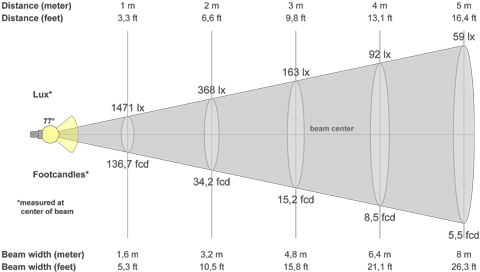 Distance (meter) 1 m 2 m 3 m 4 m 5 m
Distance (feet) 3,3 ft 6,6 ft 9,8 ft 13,1 ft 16,4 ft
59 lx
92 lx
163 lx
368 lx
1471 lx
Lux*
77°
beam center
136,7 fcd
Footcandles*
34,2 fcd
15,2 fcd
*measured at
center of beam
8,5 fcd
5,5 fcd
Beam width (meter) 1,6 m 3,2 m 4,8 m 6,4 m 8 m
Beam width (feet) 5,3 ft 10,5 ft 15,8 ft 21,1 ft 26,3 ft